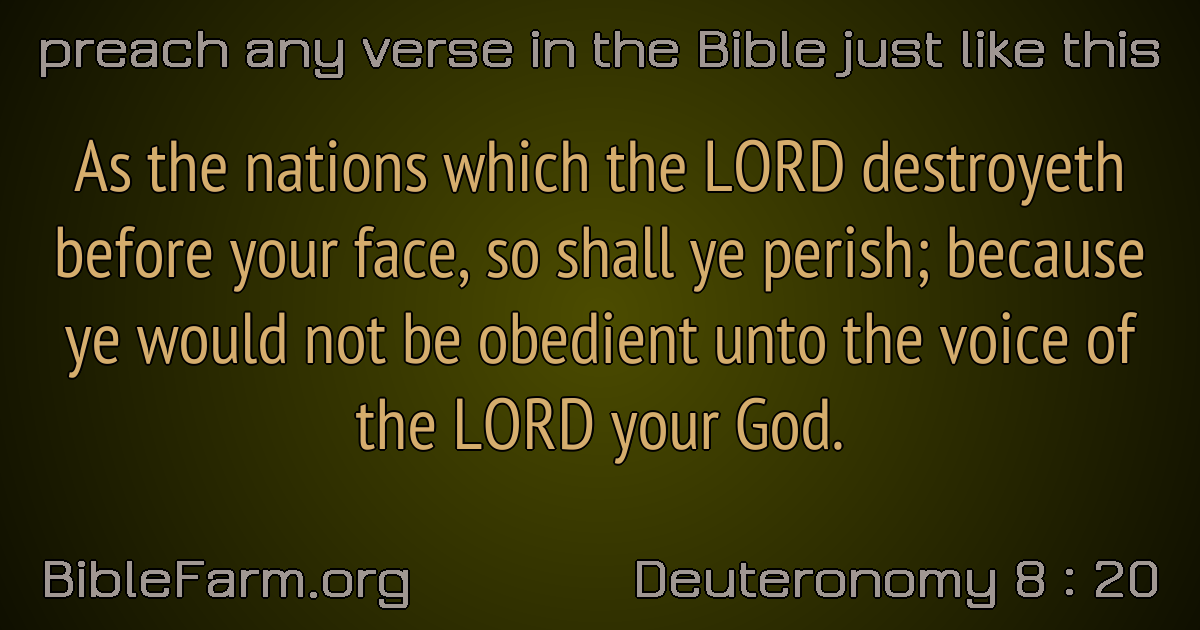 preach any verse in the Bible just like this
As the nations which the LORD destroyeth
before your face, so shall ye perish; because
ye would not be obedient unto the voice of
the LORD your God.
BibleFarm.org
Deuteronomy 8 : 20